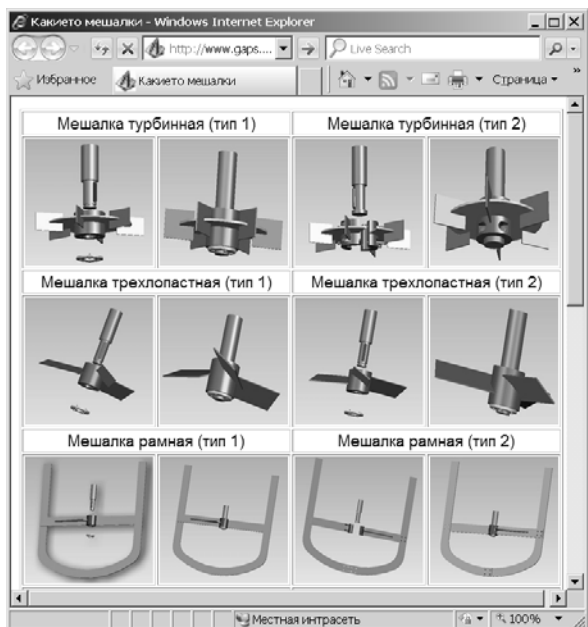 Какието мешалки - Windows Internet Explorer
http://www.gaps.... Live Search
Избранное Какието мешалки Страница
Мешалка турбинная (тип 1) Мешалка турбинная (тип 2)
Мешалка трехлопастная (тип 1) Мешалка трехлопастная (тип 2)
Мешалка рамная (тип 1) Мешалка рамная (тип 2)
Местная интрасеть 100%